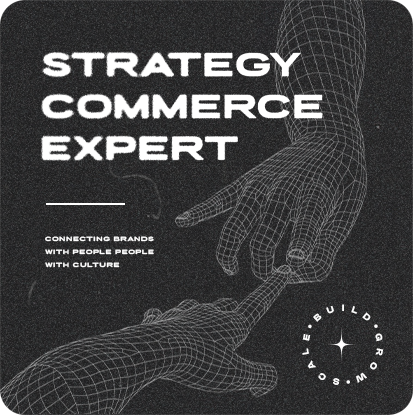 STRATEGY
COMMERCE
EXPERT
CONNECTING BRANDS
WITH PEOPLE PEOPLE
WITH CULTURE
BUILD•GROW•SCALE•